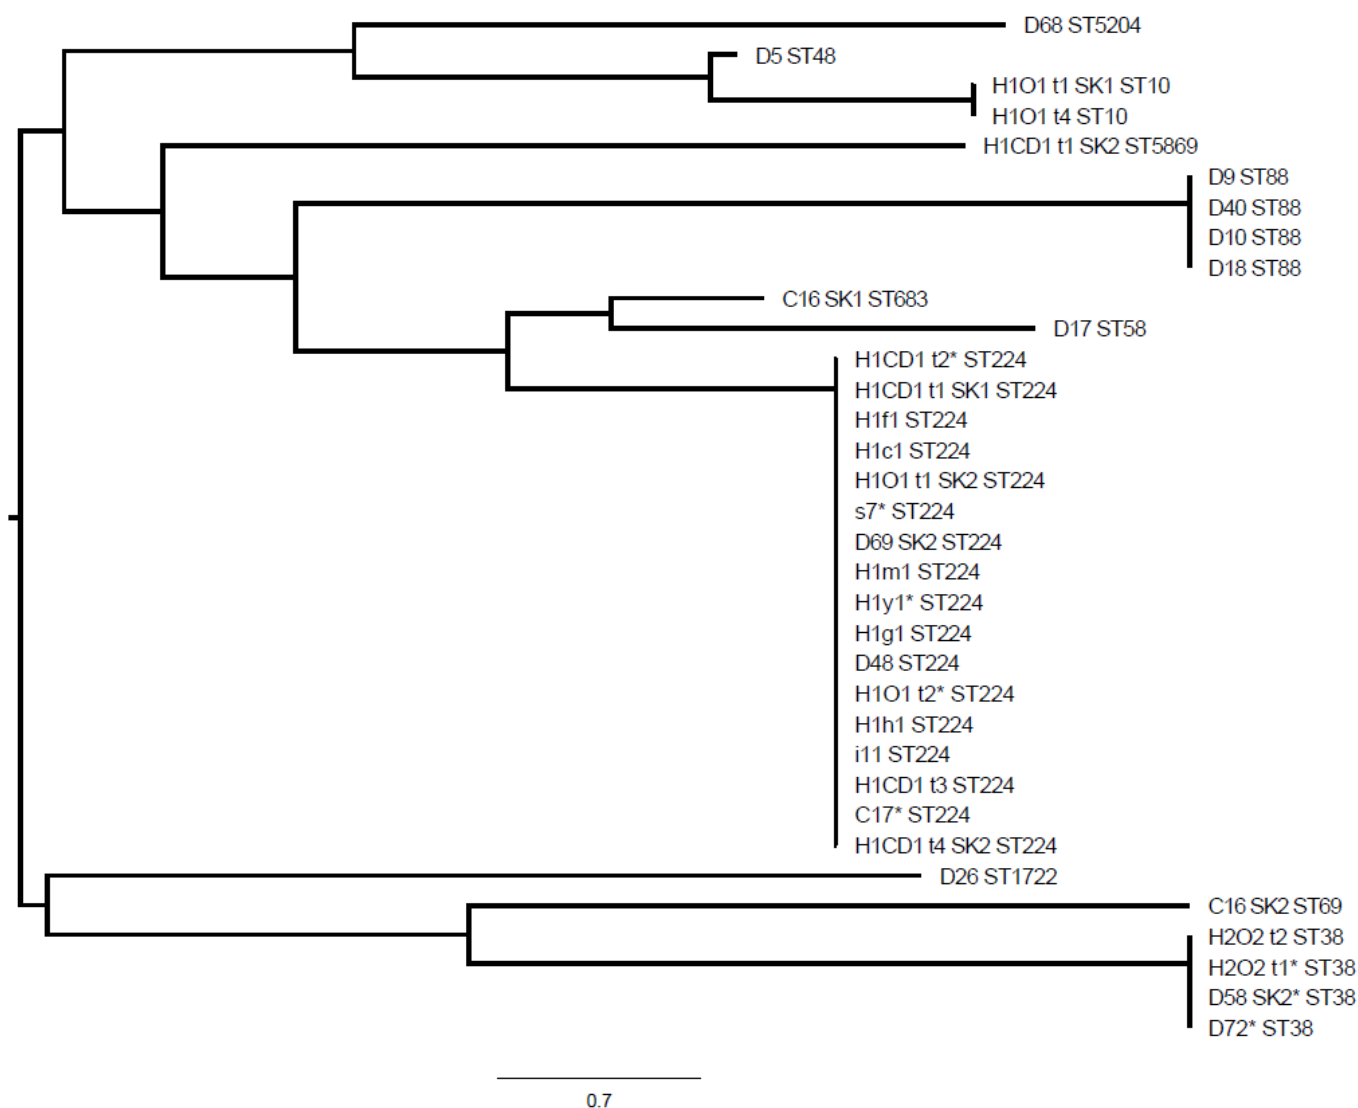 D68 ST5204
D5 ST48
H1O1 t1 SK1 ST10
H1O1 t4 ST10
H1CD1 t1 SK2 ST5869
D9 ST88
D40 ST88
D10 ST88
D18 ST88
C16 SK1 ST683
D17 ST58
H1CD1 t2* ST224
H1CD1 t1 SK1 ST224
H1f1 ST224
H1c1 ST224
H1O1 t1 SK2 ST224
s7* ST224
D69 SK2 ST224
H1m1 ST224
H1y1* ST224
H1g1 ST224
D48 ST224
H1O1 t2* ST224
H1h1 ST224
i11 ST224
H1CD1 t3 ST224
C17* ST224
H1CD1 t4 SK2 ST224
D26 ST1722
C16 SK2 ST69
H2O2 t2 ST38
H2O2 t1* ST38
D58 SK2* ST38
D72* ST38
0.7